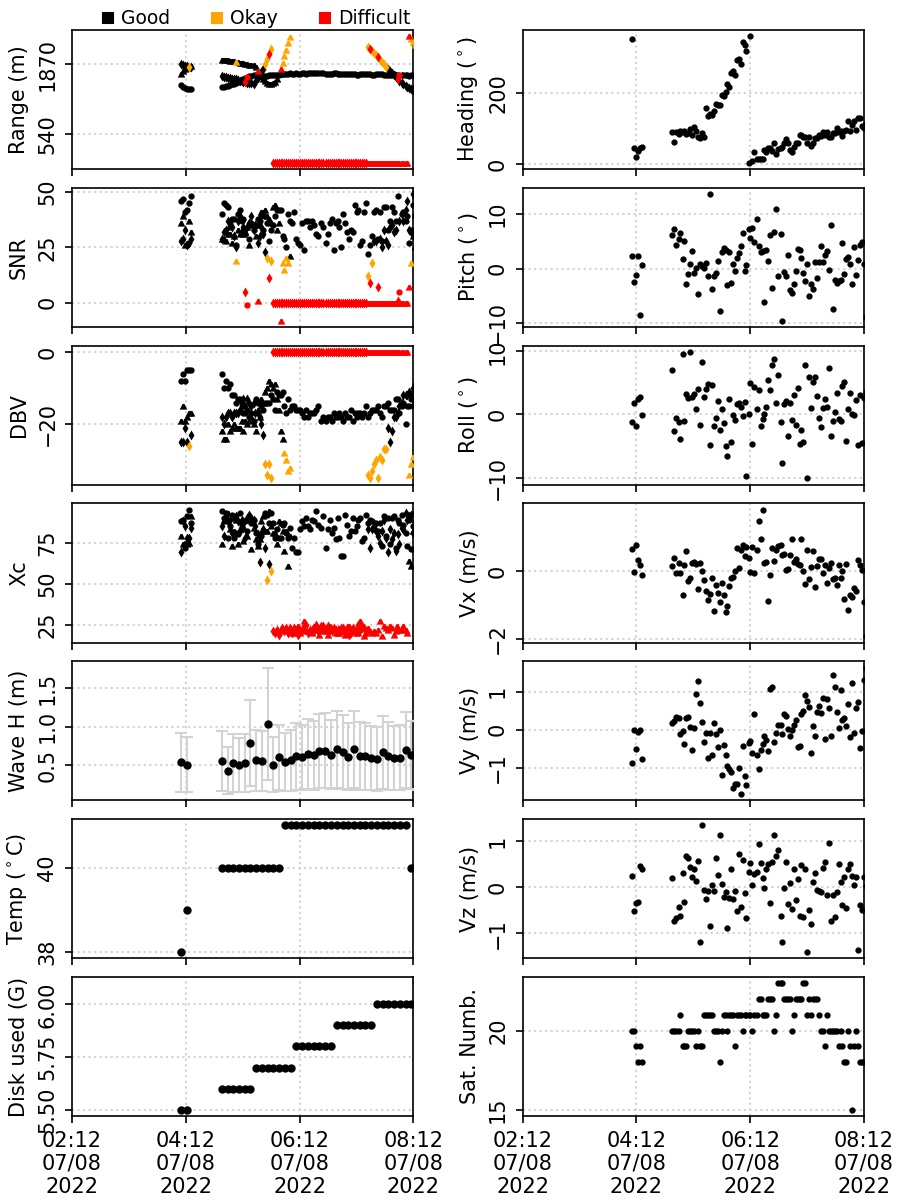 Good Okay Difficult
Range (m)
1870
540
Heading (°)
200
0
SNR
50
25
0
Pitch (°)
10
0
−10
DBV
0
−20
Roll (°)
10
0
−10
Xc
75
50
25
Vx (m/s)
0
−2
Wave H (m)
1.5
1.0
0.5
Vy (m/s)
1
0
−1
Temp (°C)
40
38
Vz (m/s)
1
0
−1
Disk used (G)
6.00
5.75
5.50
Sat. Numb.
20
15
02:12 04:12 06:12 08:12 02:12 04:12 06:12 08:12
07/08 07/08 07/08 07/08 07/08 07/08 07/08 07/08
2022 2022 2022 2022 2022 2022 2022 2022